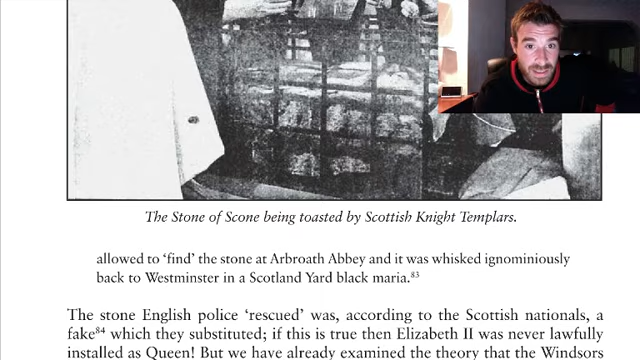 The Stone of Scone being toasted by Scottish Knight Templars.
allowed to ‘find’ the stone at Arbroath Abbey and it was whisked ignominiously
back to Westminster in a Scotland Yard black maria.83
The stone English police ‘rescued’ was, according to the Scottish nationals, a
fake84 which they substituted; if this is true then Elizabeth II was never lawfully
installed as Queen! But we have already examined the theory that the Windsors